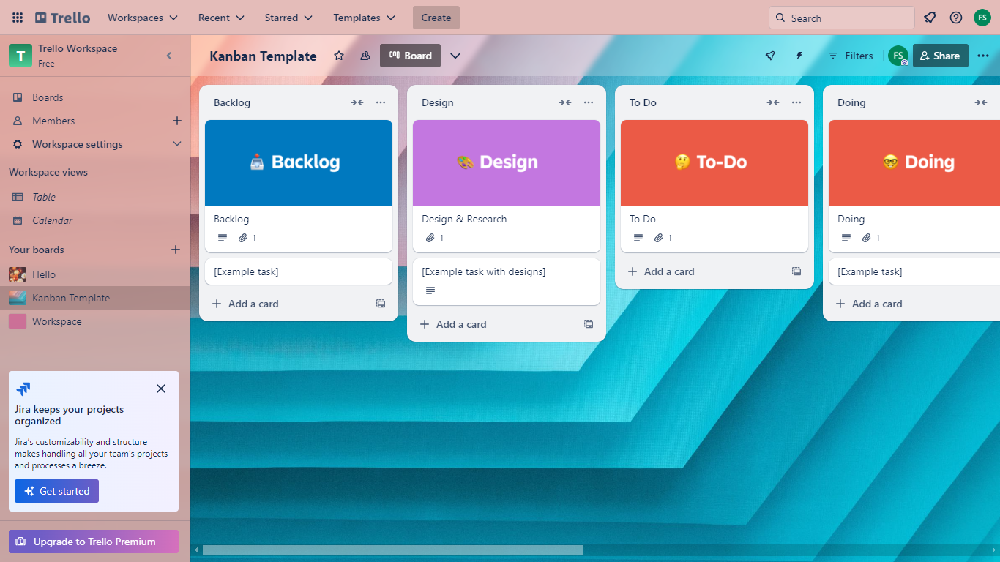 Trello
Workspaces
Recent
Starred
Templates
Create
Search
FS
T
Trello Workspace
Free
Boards
Members
Workspace settings
Workspace views
Table
Calendar
Your boards
Hello
Kanban Template
Workspace
Jira keeps your projects
organized
Jira's customizability and structure
makes handling all your team's projects
and processes a breeze.
Get started
Upgrade to Trello Premium
Kanban Template
Board
Filters
FS
Share
Backlog
Backlog
Backlog
1
[Example task]
Add a card
Design
Design
Design & Research
1
[Example task with designs]
Add a card
To Do
To-Do
To Do
1
Add a card
Doing
Doing
Doing
1
[Example task]
Add a card